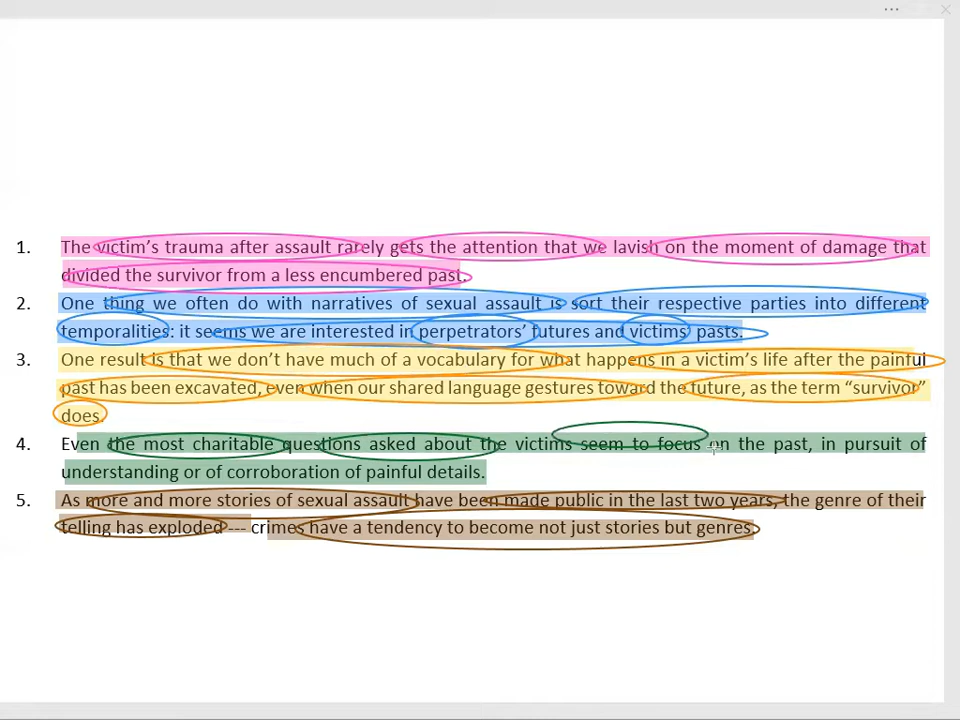 1. The victim's trauma after assault rarely gets the attention that we lavish on the moment of damage that
divided the survivor from a less encumbered past.
2. One thing we often do with narratives of sexual assault is sort their respective parties into different
temporalities: it seems we are interested in perpetrators' futures and victims' pasts.
3. One result is that we don't have much of a vocabulary for what happens in a victim's life after the painful
past has been excavated, even when our shared language gestures toward the future, as the term “survivor”
does.
4. Even the most charitable questions asked about the victims seem to focus on the past, in pursuit of
understanding or of corroboration of painful details.
5. As more and more stories of sexual assault have been made public in the last two years, the genre of their
telling has exploded --- crimes have a tendency to become not just stories but genres.